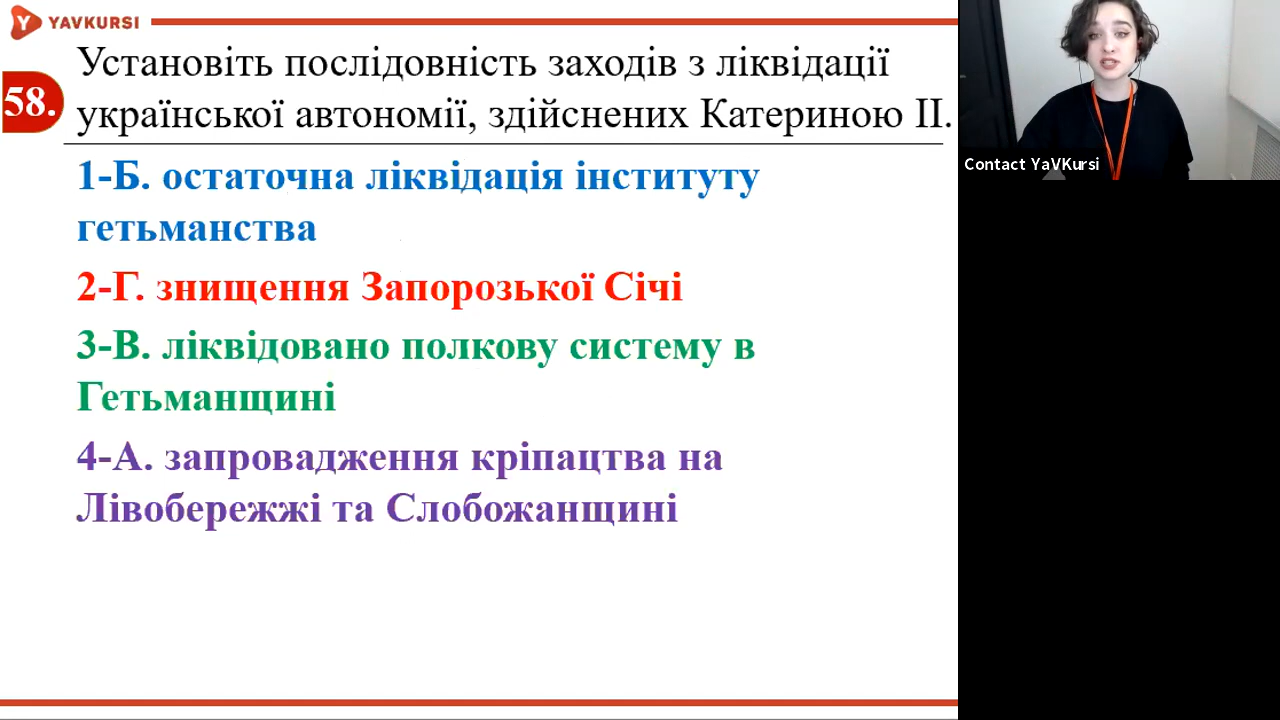 YAVKURSI
58.
Установіть послідовність заходів з ліквідації
української автономії, здійснених Катериною ІІ.
1-Б. остаточна ліквідація інституту
гетьманства
2-Г. знищення Запорозької Січі
3-В. ліквідовано полкову систему в
Гетьманщині
4-А. запровадження кріпацтва на
Лівобережжі та Слобожанщині
Contact YaVKursi